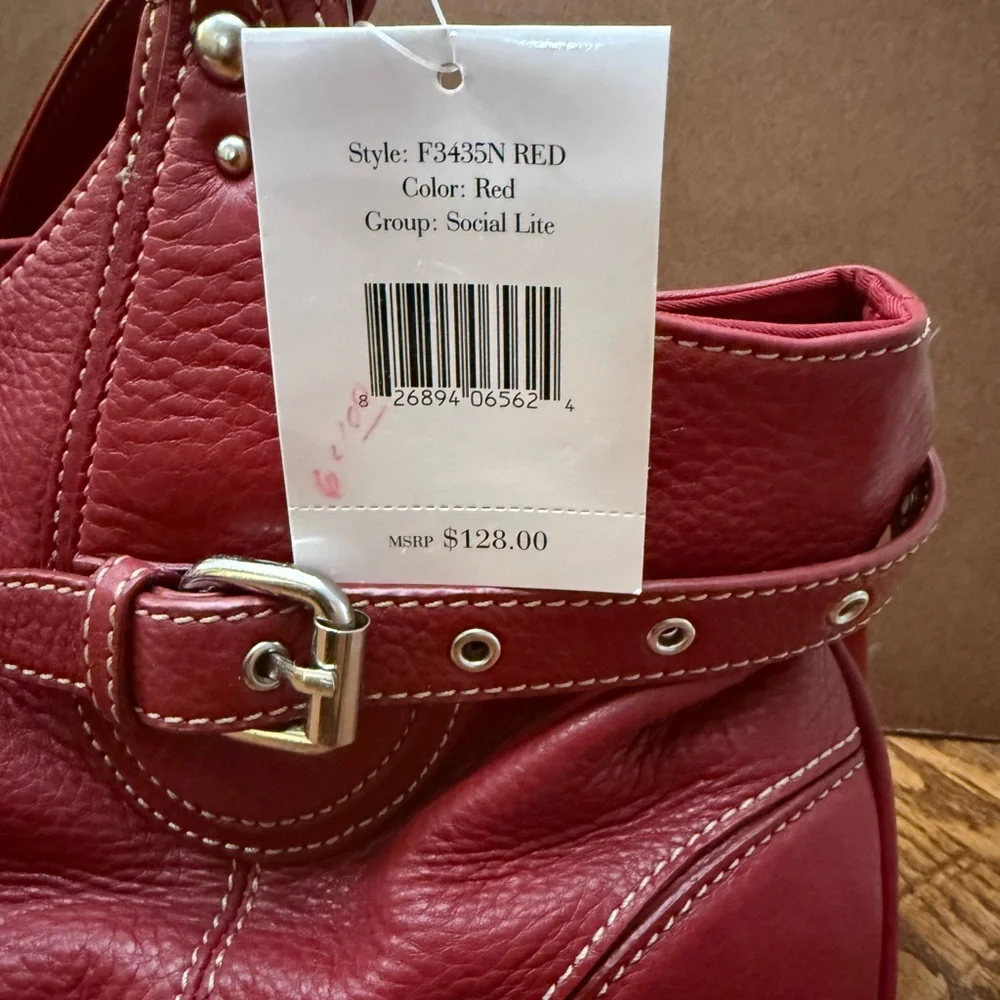 Style: F3435N RED
Color: Red
Group: Social Lite
8 26894 06562 4
MSRP $128.00